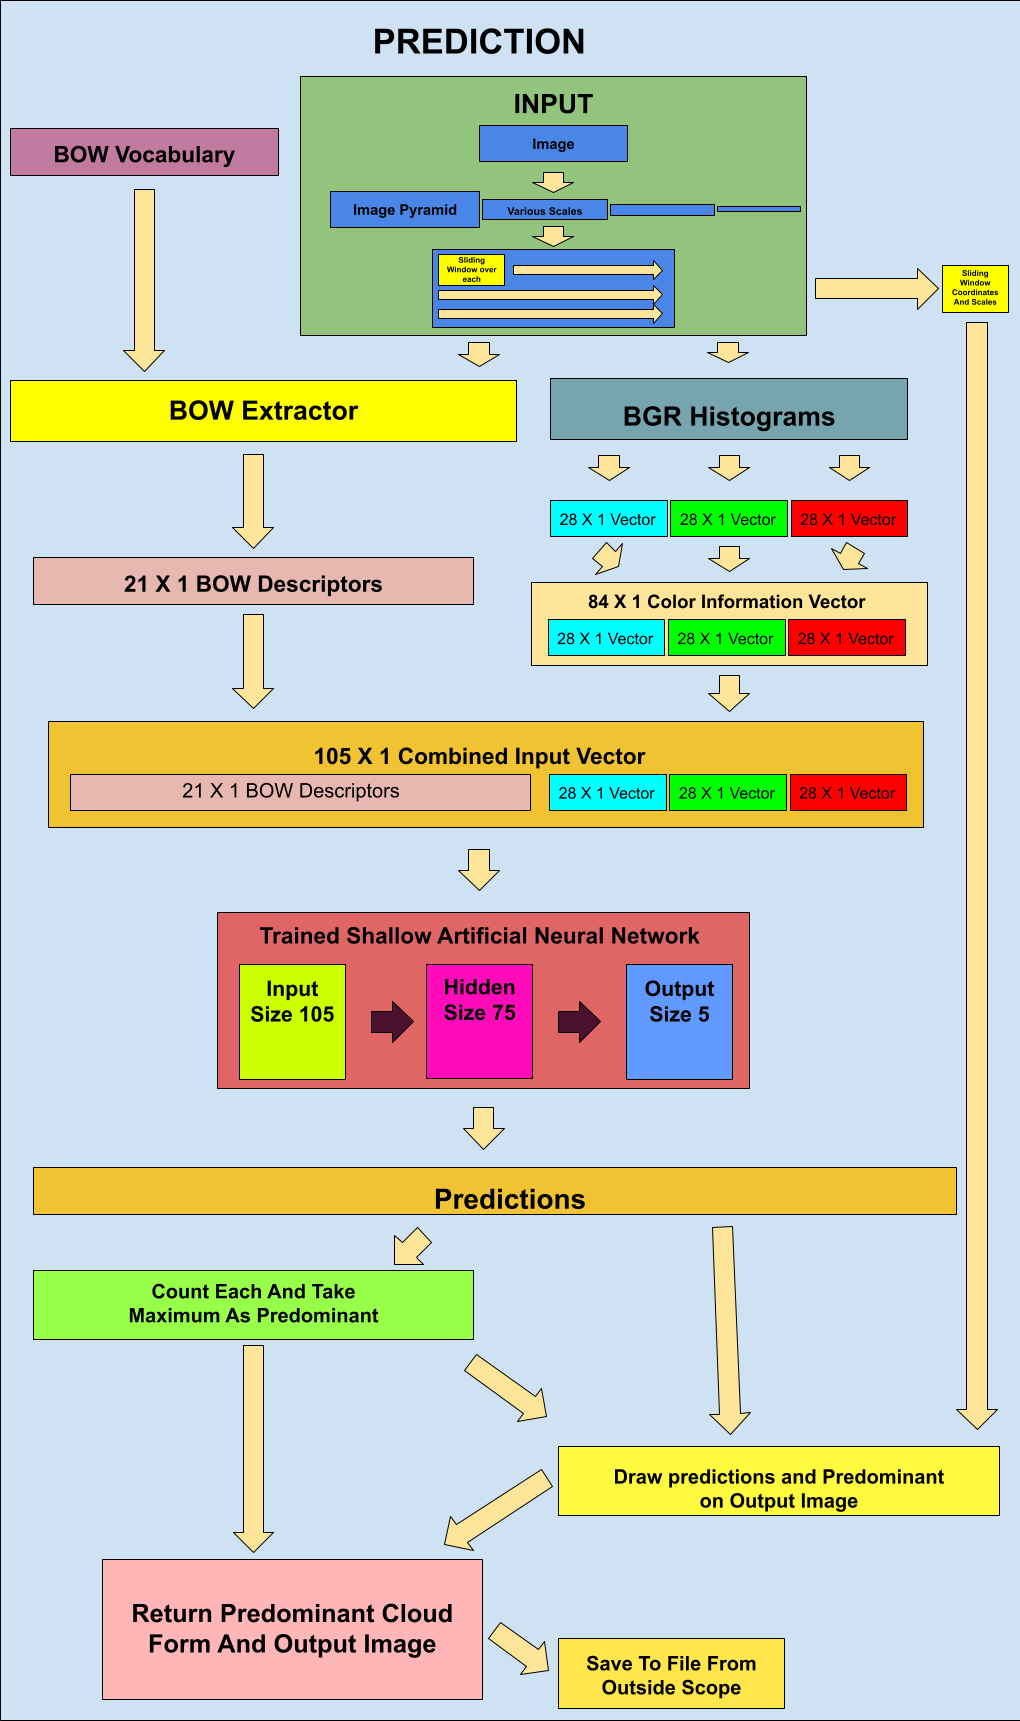 PREDICTION
INPUT
Image
BOW Vocabulary
Image Pyramid
Various Scales
Sliding
Window over
each
Sliding
Window
Coordinates
And Scales
BOW Extractor
BGR Histograms
28 X 1 Vector
28 X 1 Vector
28 X 1 Vector
21 X 1 BOW Descriptors
84 X 1 Color Information Vector
28 X 1 Vector
28 X 1 Vector
28 X 1 Vector
105 X 1 Combined Input Vector
21 X 1 BOW Descriptors
28 X 1 Vector
28 X 1 Vector
28 X 1 Vector
Trained Shallow Artificial Neural Network
Input
Size 105
Hidden
Size 75
Output
Size 5
Predictions
Count Each And Take
Maximum As Predominant
Draw predictions and Predominant
on Output Image
Return Predominant Cloud
Form And Output Image
Save To File From
Outside Scope